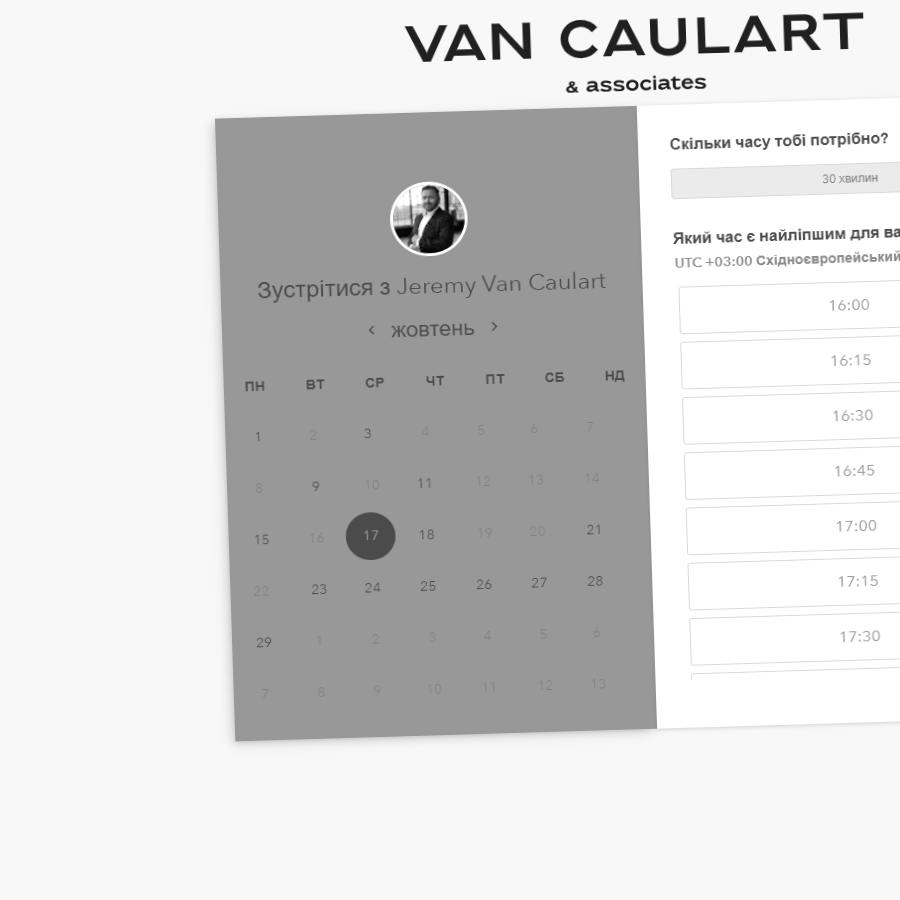 VAN CAULART
& associates
Зустрітися з Jeremy Van Caulart
жовтень
ПН ВТ СР ЧТ ПТ СБ НД
1 2 3 4 5 6 7
8 9 10 11 12 13 14
15 16 17 18 19 20 21
22 23 24 25 26 27 28
29 1 2 3 4 5 6
7 8 9 10 11 12 13
Скільки часу тобі потрібно?
30 хвилин
Який час є найліпшим для ва
UTC +03:00 Східноєвропейський
16:00
16:15
16:30
16:45
17:00
17:15
17:30